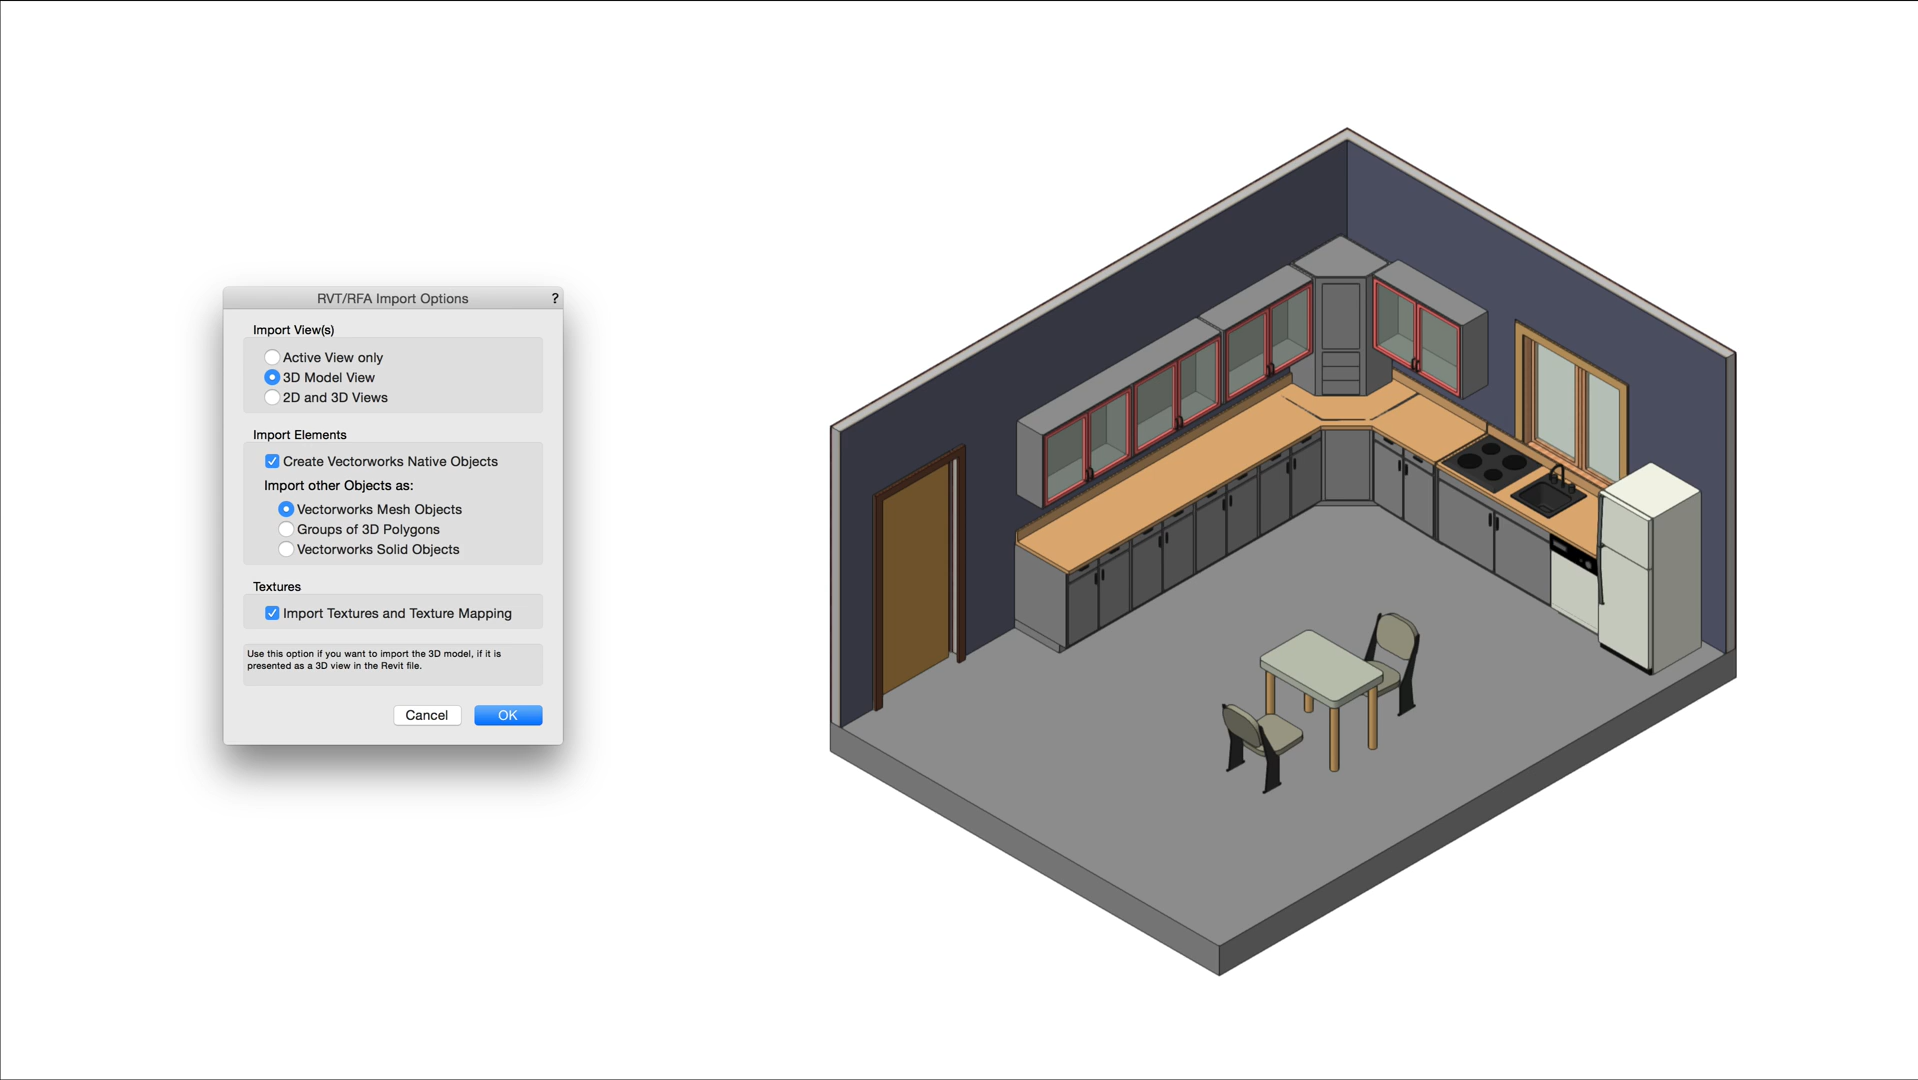 RVT/RFA Import Options ?
Import View(s)
Active View only
3D Model View
2D and 3D Views
Import Elements
Create Vectorworks Native Objects
Import other Objects as:
Vectorworks Mesh Objects
Groups of 3D Polygons
Vectorworks Solid Objects
Textures
Import Textures and Texture Mapping
Use this option if you want to import the 3D model, if it is
presented as a 3D view in the Revit file.
Cancel OK